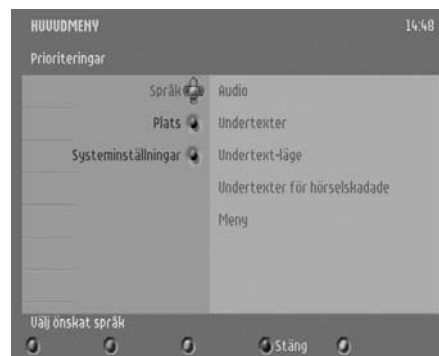 HUVUDMENY 14:48
Prioriteringar
Språk Audio
Plats Undertexter
Systeminställningar Undertext-läge
Undertexter för hörselskadade
Meny
Välj önskat språk
Stäng